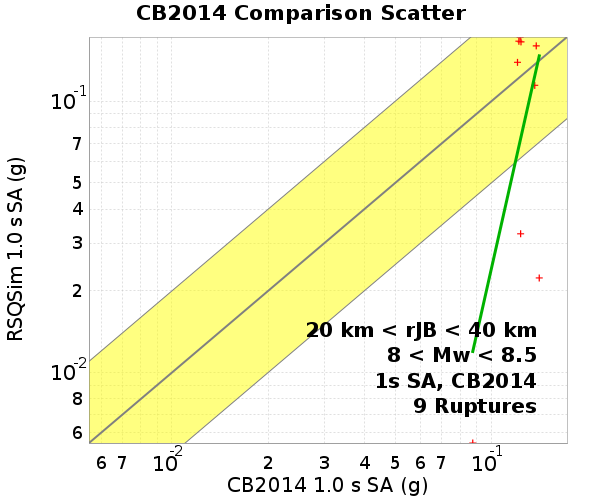 CB2014 Comparison Scatter
RSQSim 1.0 s SA (g)
10-1
7
5
4
3
2
10-2
8
6
20 km < rJB < 40 km
8 < Mw < 8.5
1s SA, CB2014
9 Ruptures
6 7 10-2 2 3 4 5 6 7 10-1
CB2014 1.0 s SA (g)